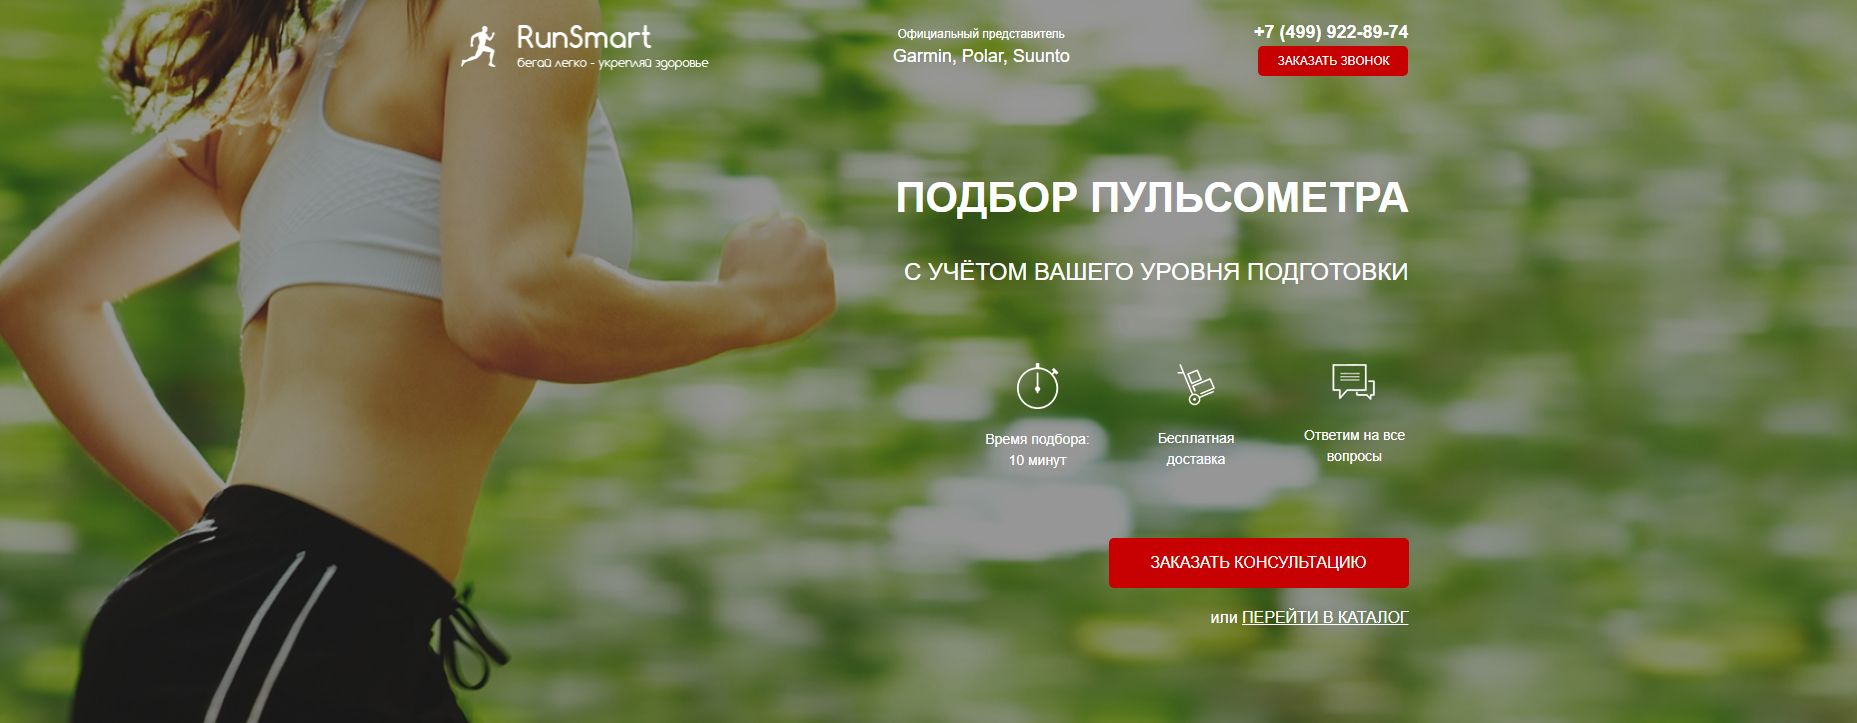 RunSmart
бегай легко - укрепляй здоровье
Официальный представитель
Garmin, Polar, Suunto
+7 (499) 922-89-74
ЗАКАЗАТЬ ЗВОНОК
ПОДБОР ПУЛЬСОМЕТРА
С УЧЁТОМ ВАШЕГО УРОВНЯ ПОДГОТОВКИ
Время подбора:
10 минут
Бесплатная
доставка
Ответим на все
вопросы
ЗАКАЗАТЬ КОНСУЛЬТАЦИЮ
или ПЕРЕЙТИ В КАТАЛОГ